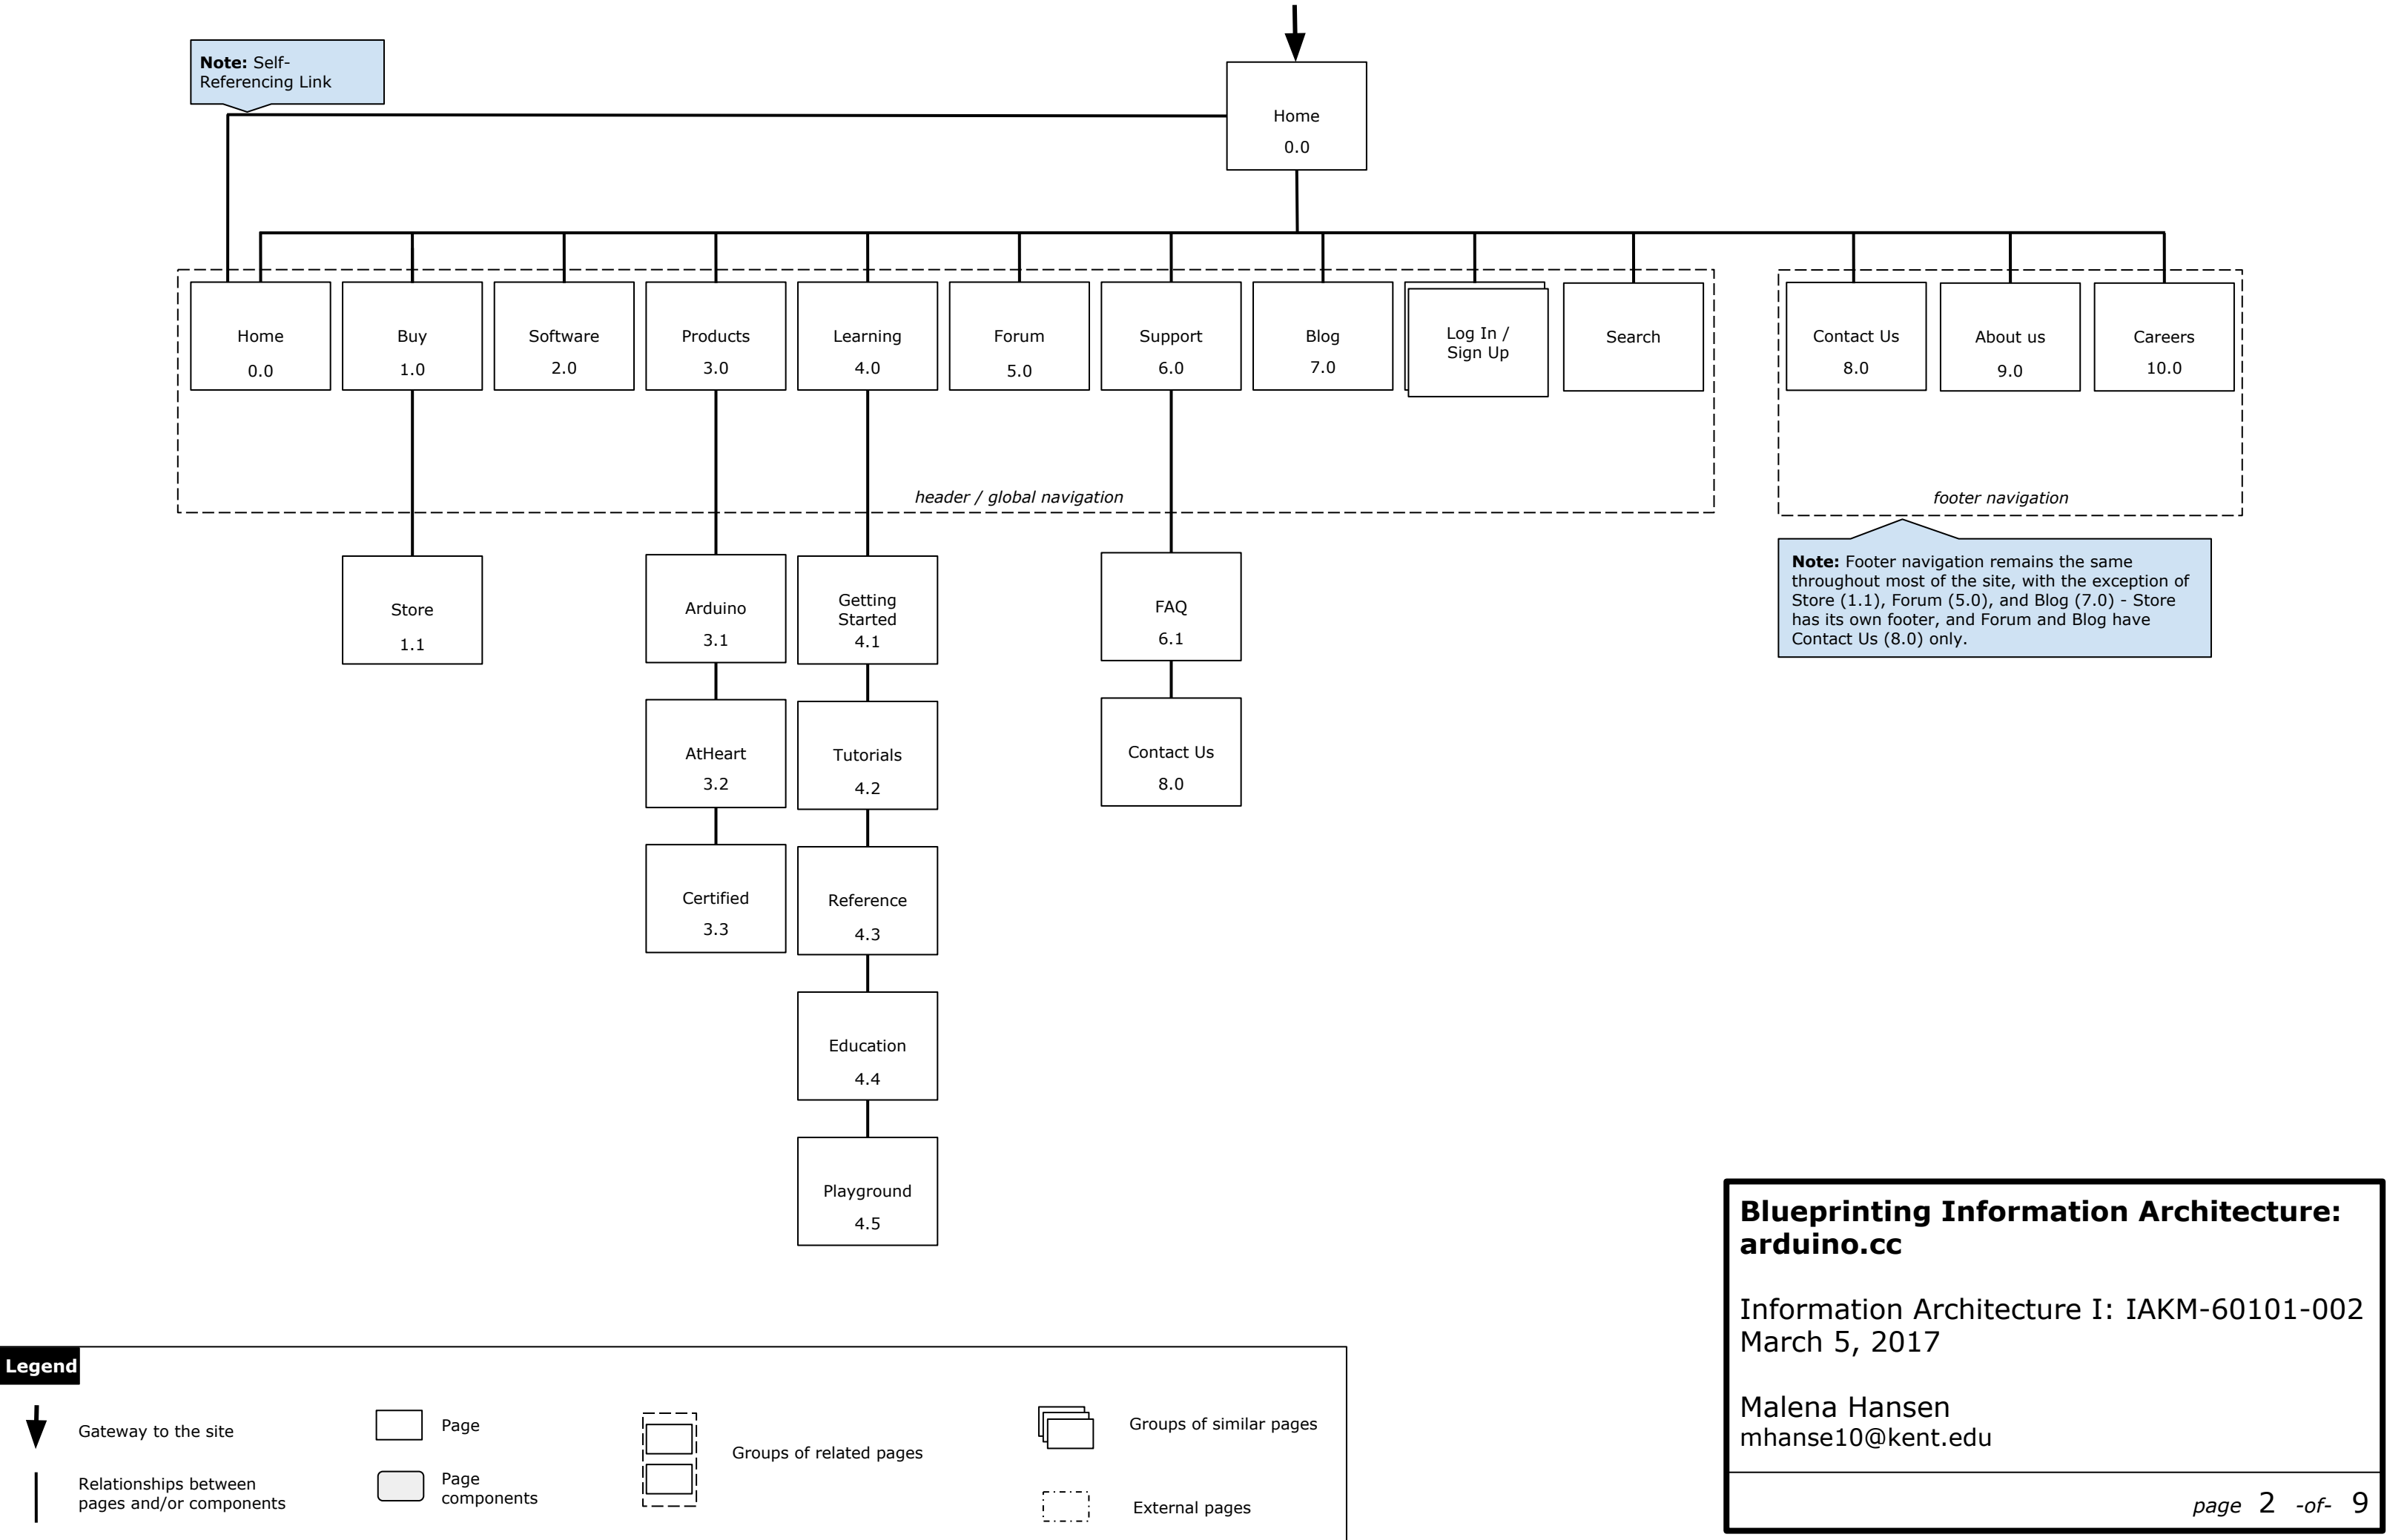 Note: Self-
Referencing Link
Home
0.0
Home
0.0
Buy
1.0
Software
2.0
Products
3.0
Learning
4.0
Forum
5.0
Support
6.0
Blog
7.0
Log In /
Sign Up
Search
Contact Us
8.0
About us
9.0
Careers
10.0
header / global navigation
footer navigation
Note: Footer navigation remains the same
throughout most of the site, with the exception of
Store (1.1), Forum (5.0), and Blog (7.0) - Store
has its own footer, and Forum and Blog have
Contact Us (8.0) only.
Store
1.1
Arduino
3.1
AtHeart
3.2
Certified
3.3
Getting
Started
4.1
Tutorials
4.2
Reference
4.3
Education
4.4
Playground
4.5
FAQ
6.1
Contact Us
8.0
Legend
Gateway to the site
Relationships between
pages and/or components
Page
Page
components
Groups of related pages
Groups of similar pages
External pages
Blueprinting Information Architecture:
arduino.cc
Information Architecture I: IAKM-60101-002
March 5, 2017
Malena Hansen
mhanse10@kent.edu
page 2 -of- 9